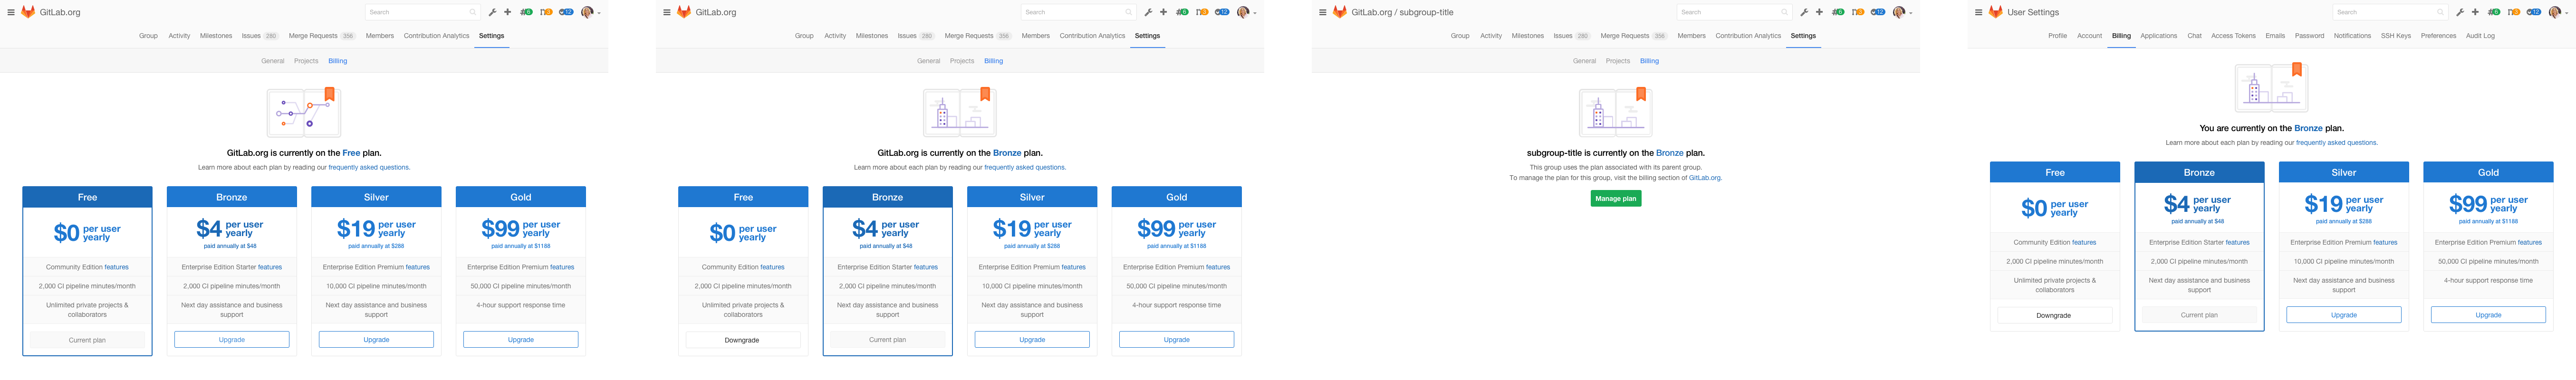 GitLab.org
Search
6
3
12
Group Activity Milestones Issues 280 Merge Requests 356 Members Contribution Analytics Settings
General Projects Billing
GitLab.org is currently on the Free plan.
Learn more about each plan by reading our frequently asked questions.
Free
$0 per user
yearly
Community Edition features
2,000 CI pipeline minutes/month
Unlimited private projects &
collaborators
Current plan
Bronze
$4 per user
yearly
paid annually at $48
Enterprise Edition Starter features
2,000 CI pipeline minutes/month
Next day assistance and business
support
Upgrade
Silver
$19 per user
yearly
paid annually at $288
Enterprise Edition Premium features
10,000 CI pipeline minutes/month
Next day assistance and business
support
Upgrade
Gold
$99 per user
yearly
paid annually at $1188
Enterprise Edition Premium features
50,000 CI pipeline minutes/month
4-hour support response time
Upgrade
GitLab.org
Search
6
3
12
Group Activity Milestones Issues 280 Merge Requests 356 Members Contribution Analytics Settings
General Projects Billing
GitLab.org is currently on the Bronze plan.
Learn more about each plan by reading our frequently asked questions.
Free
$0 per user
yearly
Community Edition features
2,000 CI pipeline minutes/month
Unlimited private projects &
collaborators
Downgrade
Bronze
$4 per user
yearly
paid annually at $48
Enterprise Edition Starter features
2,000 CI pipeline minutes/month
Next day assistance and business
support
Current plan
Silver
$19 per user
yearly
paid annually at $288
Enterprise Edition Premium features
10,000 CI pipeline minutes/month
Next day assistance and business
support
Upgrade
Gold
$99 per user
yearly
paid annually at $1188
Enterprise Edition Premium features
50,000 CI pipeline minutes/month
4-hour support response time
Upgrade
GitLab.org / subgroup-title
Search
6
3
12
Group Activity Milestones Issues 280 Merge Requests 356 Members Contribution Analytics Settings
General Projects Billing
subgroup-title is currently on the Bronze plan.
This group uses the plan associated with its parent group.
To manage the plan for this group, visit the billing section of GitLab.org.
Manage plan
User Settings
Search
6
3
12
Profile Account Billing Applications Chat Access Tokens Emails Password Notifications SSH Keys Preferences Audit Log
You are currently on the Bronze plan.
Learn more about each plan by reading our frequently asked questions.
Free
$0 per user
yearly
Community Edition features
2,000 CI pipeline minutes/month
Unlimited private projects &
collaborators
Downgrade
Bronze
$4 per user
yearly
paid annually at $48
Enterprise Edition Starter features
2,000 CI pipeline minutes/month
Next day assistance and business
support
Current plan
Silver
$19 per user
yearly
paid annually at $288
Enterprise Edition Premium features
10,000 CI pipeline minutes/month
Next day assistance and business
support
Upgrade
Gold
$99 per user
yearly
paid annually at $1188
Enterprise Edition Premium features
50,000 CI pipeline minutes/month
4-hour support response time
Upgrade